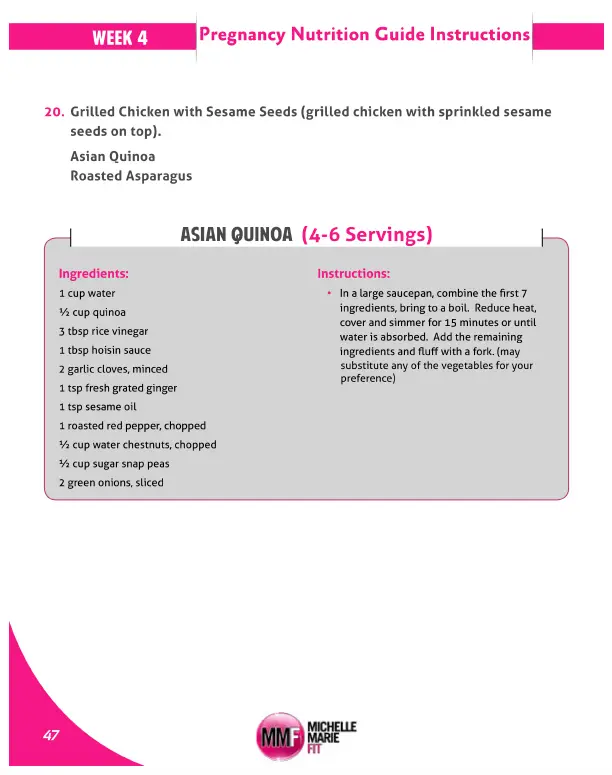 WEEK 4
Pregnancy Nutrition Guide Instructions
20. Grilled Chicken with Sesame Seeds (grilled chicken with sprinkled sesame
seeds on top).
Asian Quinoa
Roasted Asparagus
ASIAN QUINOA (4-6 Servings)
Ingredients:
1 cup water
½ cup quinoa
3 tbsp rice vinegar
1 tbsp hoisin sauce
2 garlic cloves, minced
1 tsp fresh grated ginger
1 tsp sesame oil
1 roasted red pepper, chopped
½ cup water chestnuts, chopped
½ cup sugar snap peas
2 green onions, sliced
Instructions:
• In a large saucepan, combine the first 7
ingredients, bring to a boil. Reduce heat,
cover and simmer for 15 minutes or until
water is absorbed. Add the remaining
ingredients and fluff with a fork. (may
substitute any of the vegetables for your
preference)
47
MMF
MICHELLE
MARIE
FIT